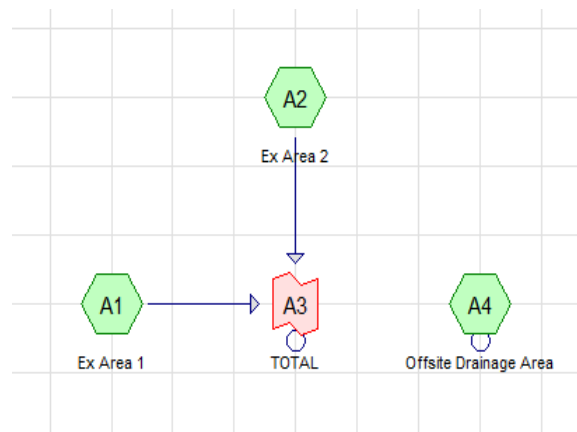 A2
Ex Area 2
A1
A3
A4
Ex Area 1
TOTAL
Offsite Drainage Area